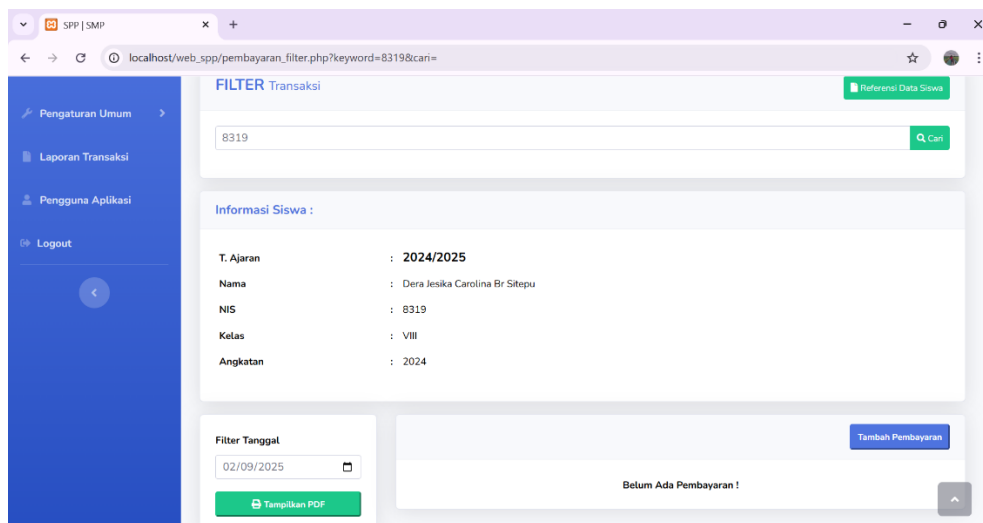 SPP | SMP
localhost/web_spp/pembayaran_filter.php?keyword=8319&cari=
FILTER Transaksi
Referensi Data Siswa
Pengaturan Umum
8319
Cari
Laporan Transaksi
Pengguna Aplikasi
Informasi Siswa :
Logout
T. Ajaran : 2024/2025
Nama : Dera Jesika Carolina Br Sitepu
NIS : 8319
Kelas : VIII
Angkatan : 2024
Filter Tanggal
Tambah Pembayaran
02/09/2025
Belum Ada Pembayaran !
Tampilkan PDF